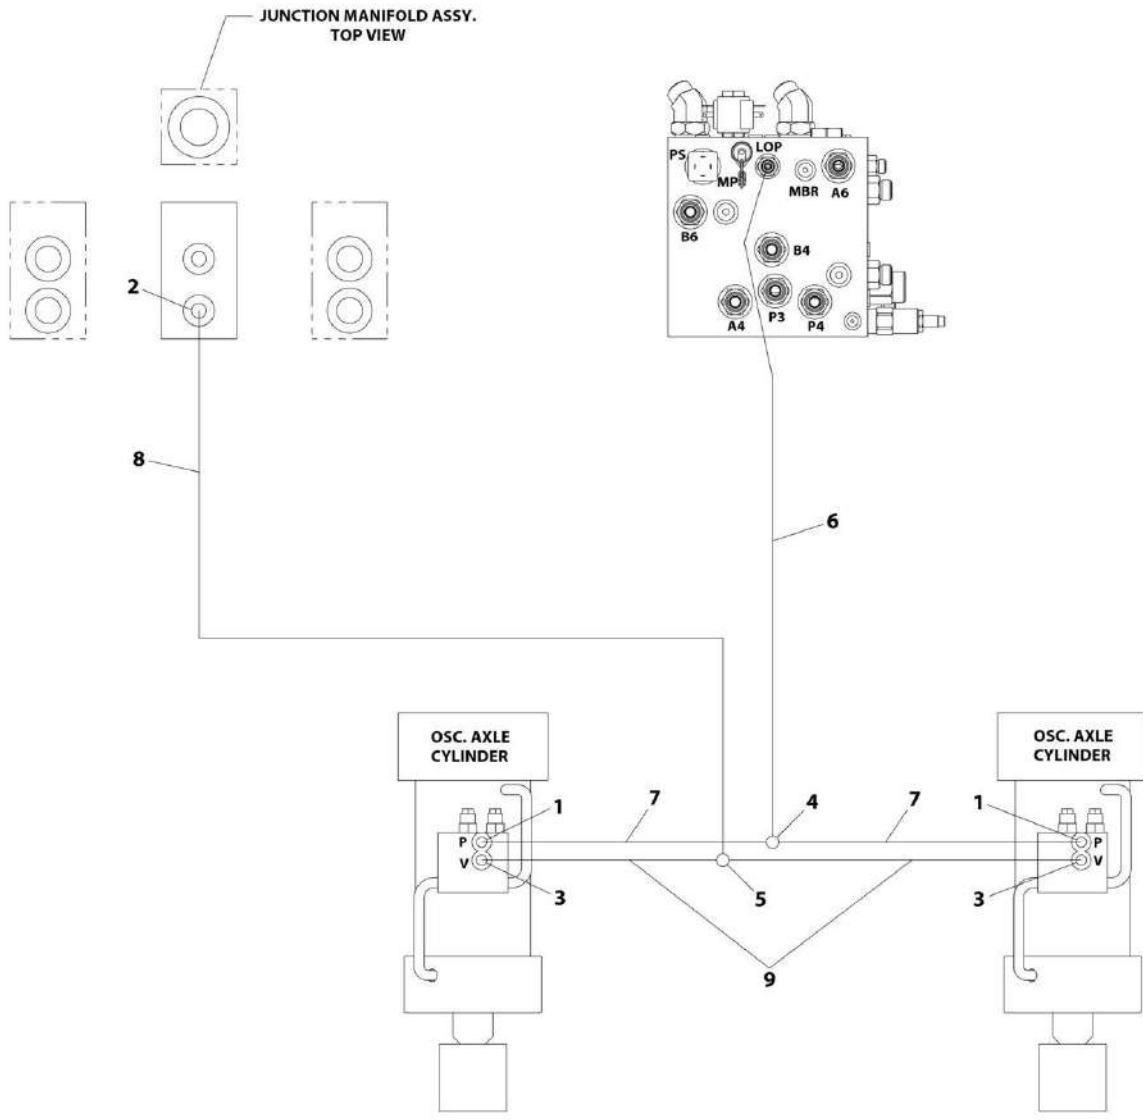 JUNCTION MANIFOLD ASSY.
TOP VIEW
PS
LOP
MP
MBR
A6
B6
B4
2
A4
P3
P4
8
6
OSC. AXLE
CYLINDER
OSC. AXLE
CYLINDER
1
7
4
7
1
P
P
V
V
3
5
3
9